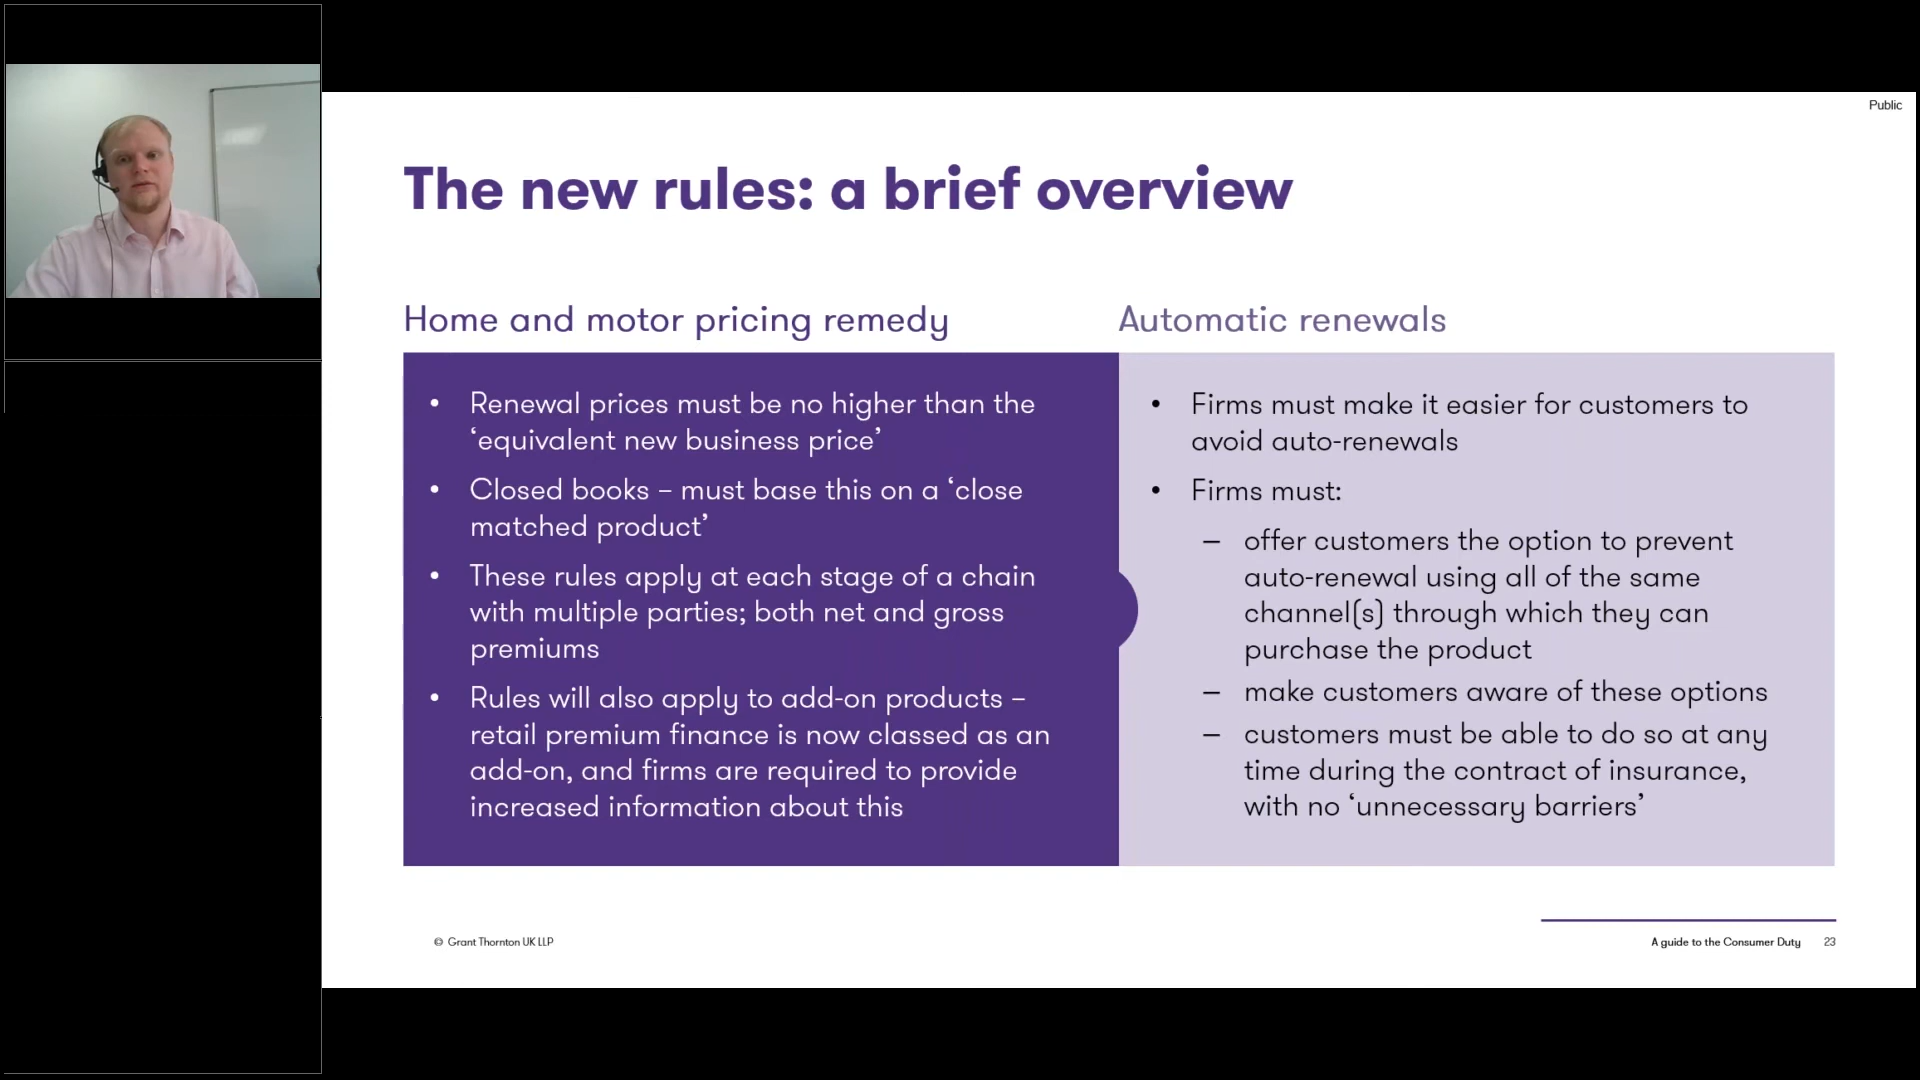 Public
The new rules: a brief overview
Home and motor pricing remedy
• Renewal prices must be no higher than the
‘equivalent new business price’
• Closed books – must base this on a ‘close
matched product’
• These rules apply at each stage of a chain
with multiple parties; both net and gross
premiums
• Rules will also apply to add-on products –
retail premium finance is now classed as an
add-on, and firms are required to provide
increased information about this
Automatic renewals
• Firms must make it easier for customers to
avoid auto-renewals
• Firms must:
– offer customers the option to prevent
auto-renewal using all of the same
channel(s) through which they can
purchase the product
– make customers aware of these options
– customers must be able to do so at any
time during the contract of insurance,
with no ‘unnecessary barriers’
© Grant Thornton UK LLP
A guide to the Consumer Duty 23